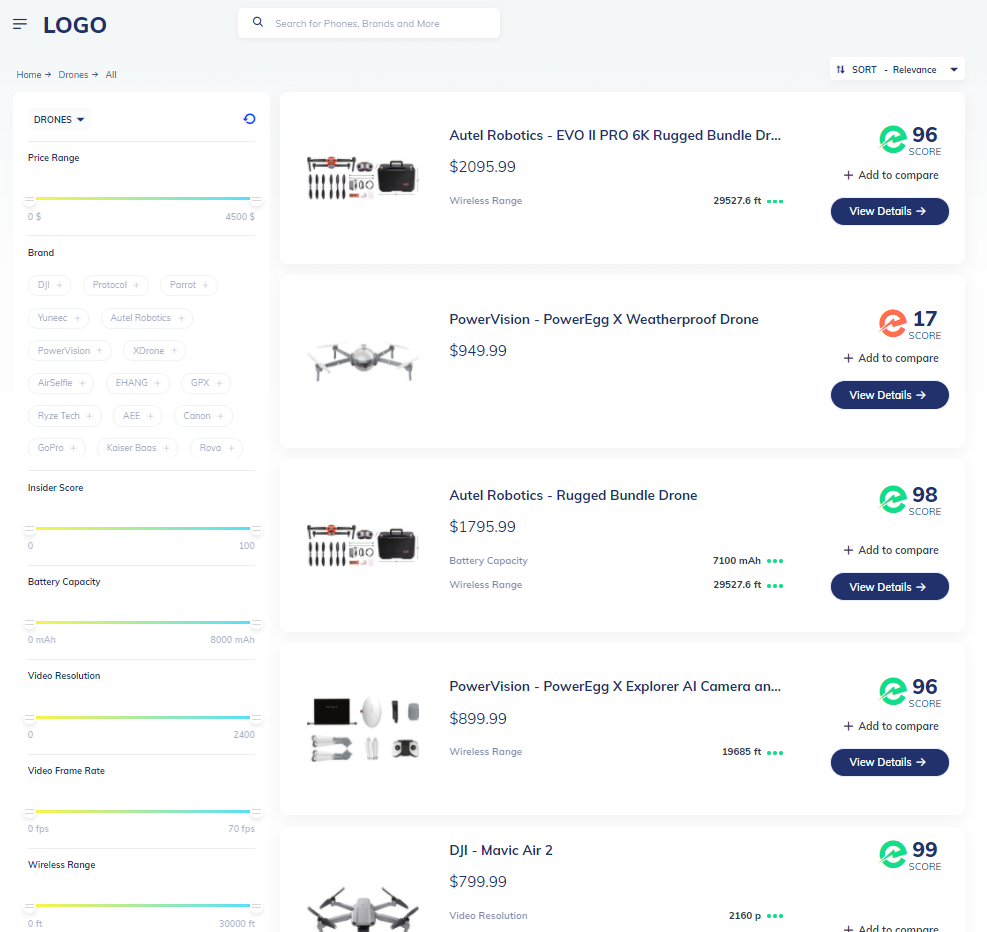 LOGO
Search for Phones, Brands and More
Home → Drones → All
SORT - Relevance
DRONES
Price Range
0 $ 4500 $
Brand
DJI + Protocol + Parrot +
Yuneec + Autel Robotics +
PowerVision + XDrone +
AirSelfie + EHANG + GPX +
Ryze Tech + AEE + Canon +
GoPro + Kaiser Baas + Rova +
Insider Score
0 100
Battery Capacity
0 mAh 8000 mAh
Video Resolution
0 2400
Video Frame Rate
0 fps 70 fps
Wireless Range
0 ft 30000 ft
Autel Robotics - EVO II PRO 6K Rugged Bundle Dr...
$2095.99
Wireless Range 29527.6 ft
96
SCORE
+ Add to compare
View Details →
PowerVision - PowerEgg X Weatherproof Drone
$949.99
17
SCORE
+ Add to compare
View Details →
Autel Robotics - Rugged Bundle Drone
$1795.99
Battery Capacity 7100 mAh
Wireless Range 29527.6 ft
98
SCORE
+ Add to compare
View Details →
PowerVision - PowerEgg X Explorer AI Camera an...
$899.99
Wireless Range 19685 ft
96
SCORE
+ Add to compare
View Details →
DJI - Mavic Air 2
$799.99
Video Resolution 2160 p
99
SCORE
+ Add to compare